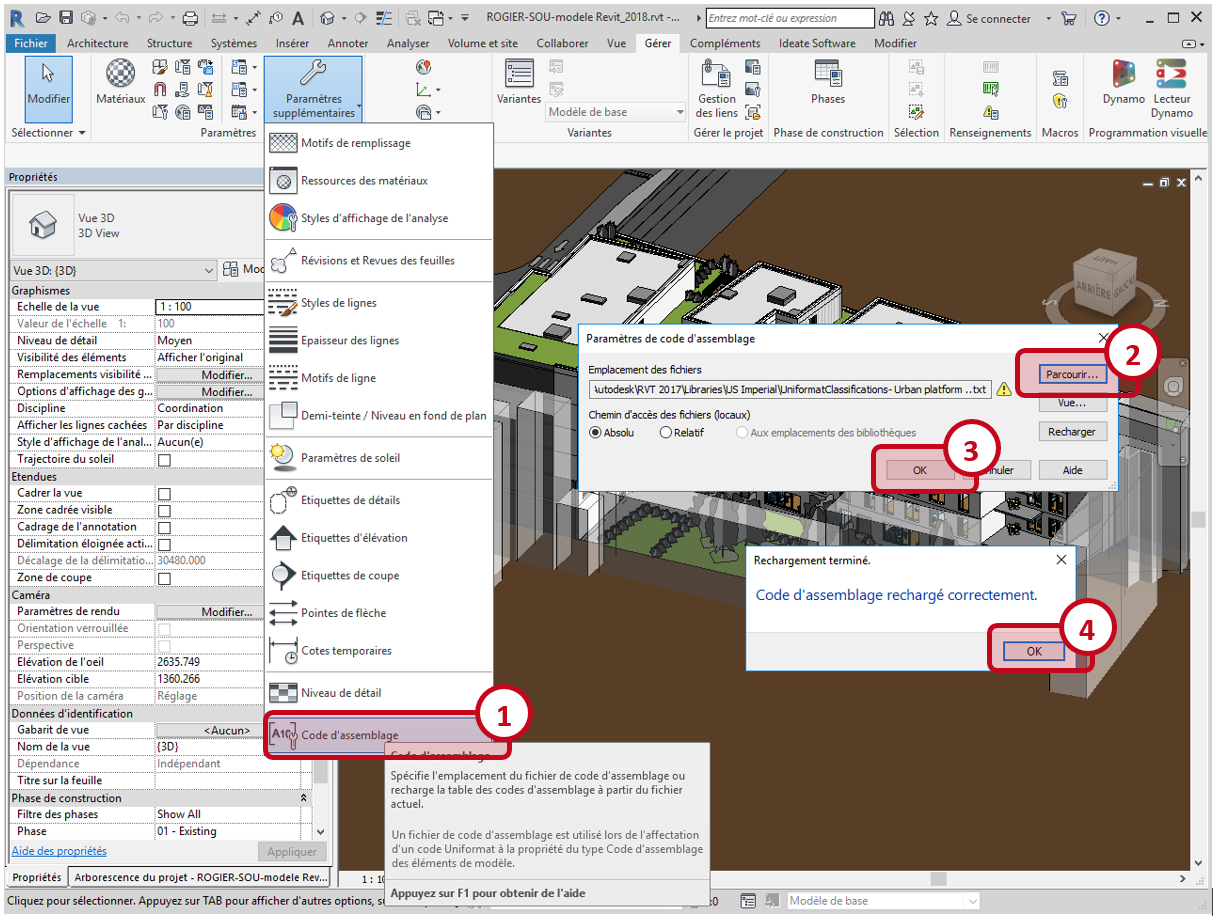 ROGIER-SOU-modele Revit_2018.rvt -...
Entrez mot-clé ou expression
Se connecter
Fichier
Architecture
Structure
Systèmes
Insérer
Annoter
Analyser
Volume et site
Collaborer
Vue
Gérer
Compléments
Ideate Software
Modifier
Modifier
Matériaux
Paramètres
supplémentaires
Variantes
Modèle de base
Gestion
des liens
Phases
Dynamo
Lecteur
Dynamo
Sélectionner
Paramètres
Variantes
Gérer le projet
Phase de construction
Sélection
Renseignements
Macros
Programmation visuelle
Motifs de remplissage
Ressources des matériaux
Styles d'affichage de l'analyse
Révisions et Revues des feuilles
Styles de lignes
Epaisseur des lignes
Motifs de ligne
Demi-teinte / Niveau en fond de plan
Paramètres de soleil
Etiquettes de détails
Etiquettes d'élévation
Etiquettes de coupe
Pointes de flèche
Cotes temporaires
Niveau de détail
Code d'assemblage
1
Propriétés
Vue 3D
3D View
Vue 3D: {3D}
Graphismes
Echelle de la vue 1 : 100
Valeur de l'échelle 1: 100
Niveau de détail Moyen
Visibilité des éléments Afficher l'original
Remplacements visibilité ... Modifier...
Options d'affichage des g... Modifier...
Discipline Coordination
Afficher les lignes cachées Par discipline
Style d'affichage de l'anal... Aucun(e)
Trajectoire du soleil
Etendues
Cadrer la vue
Zone cadrée visible
Cadrage de l'annotation
Délimitation éloignée acti...
Décalage de la délimitatio... 30480.000
Zone de coupe
Caméra
Paramètres de rendu Modifier...
Orientation verrouillée
Perspective
Elévation de l'oeil 2635.749
Elévation cible 1360.266
Position de la caméra Réglage
Données d'identification
Gabarit de vue <Aucun>
Nom de la vue {3D}
Dépendance Indépendant
Titre sur la feuille
Phase de construction
Filtre des phases Show All
Phase 01 - Existing
Aide des propriétés
Appliquer
Propriétés
Arborescence du projet - ROGIER-SOU-modele Rev...
Spécifie l'emplacement du fichier de code d'assemblage ou
recharge la table des codes d'assemblage à partir du fichier
actuel.
Un fichier de code d'assemblage est utilisé lors de l'affectation
d'un code Uniformat à la propriété du type Code d'assemblage
des éléments de modèle.
Appuyez sur F1 pour obtenir de l'aide
ARRIÈRE
GAUCHE
Paramètres de code d'assemblage
Emplacement des fichiers
\utodesk\RVT 2017\Libraries\US Imperial\UniformatClassifications- Urban platform ..txt
Parcourir...
2
Vue...
Chemin d'accès des fichiers (locaux)
Absolu
Relatif
Aux emplacements des bibliothèques
Recharger
OK
3
Aide
Rechargement terminé.
Code d'assemblage rechargé correctement.
OK
4
Cliquez pour sélectionner. Appuyez sur TAB pour afficher d'autres options,
:0
Modèle de base